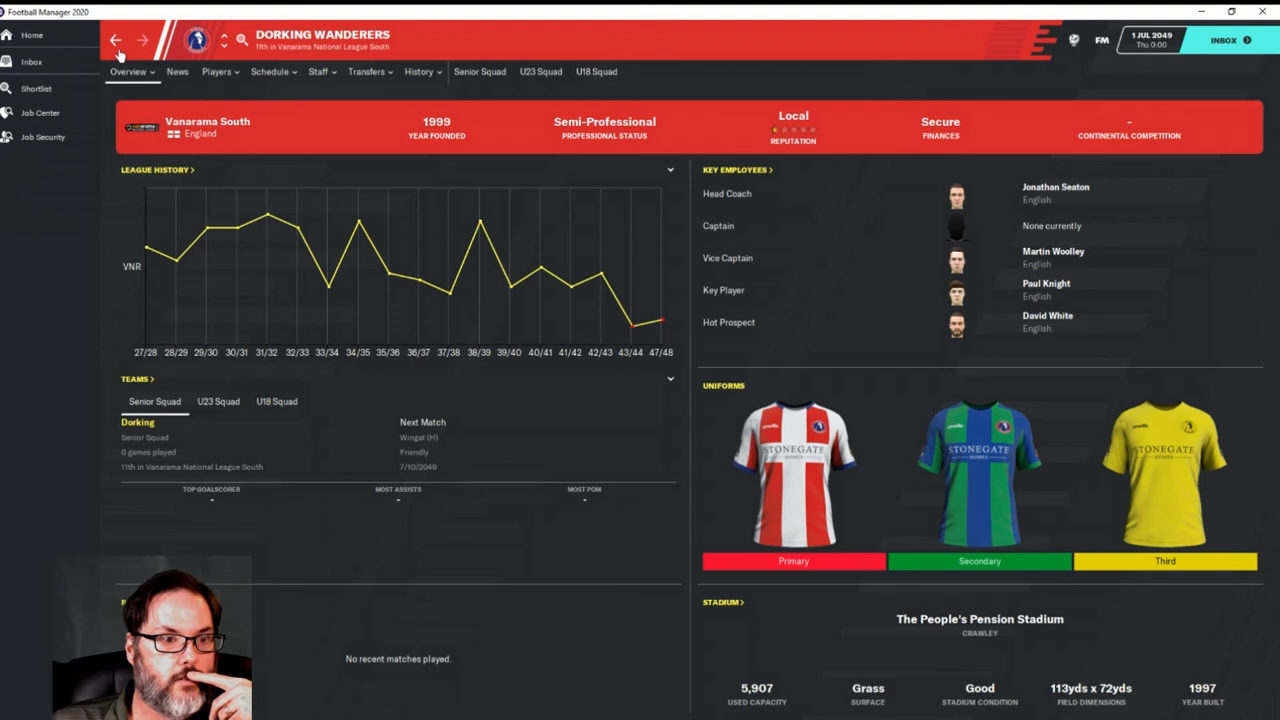 Football Manager 2020
Home
Inbox
Shortlist
Job Center
Job Security
DORKING WANDERERS
11th in Vanarama National League South
1 JUL 2049
Thu 0:00
FM
INBOX
Overview
News
Players
Schedule
Staff
Transfers
History
Senior Squad
U23 Squad
U18 Squad
Vanarama South
England
1999
YEAR FOUNDED
Semi-Professional
PROFESSIONAL STATUS
Local
REPUTATION
Secure
FINANCES
-
CONTINENTAL COMPETITION
LEAGUE HISTORY >
VNR
27/28 28/29 29/30 30/31 31/32 32/33 33/34 34/35 35/36 36/37 37/38 38/39 39/40 40/41 41/42 42/43 43/44 47/48
TEAMS >
Senior Squad U23 Squad U18 Squad
Dorking
Senior Squad
0 games played
11th in Vanarama National League South
Next Match
Wingat (H)
Friendly
7/10/2049
TOP GOALSCORER
-
MOST ASSISTS
-
MOST POM
-
No recent matches played.
KEY EMPLOYEES >
Head Coach
Jonathan Seaton
English
Captain
None currently
Vice Captain
Martin Woolley
English
Key Player
Paul Knight
English
Hot Prospect
David White
English
UNIFORMS
STONEGATE
HOMES
STONEGATE
HOMES
STONEGATE
HOMES
Primary
Secondary
Third
STADIUM >
The People's Pension Stadium
CRAWLEY
5,907
USED CAPACITY
Grass
SURFACE
Good
STADIUM CONDITION
113yds x 72yds
FIELD DIMENSIONS
1997
YEAR BUILT